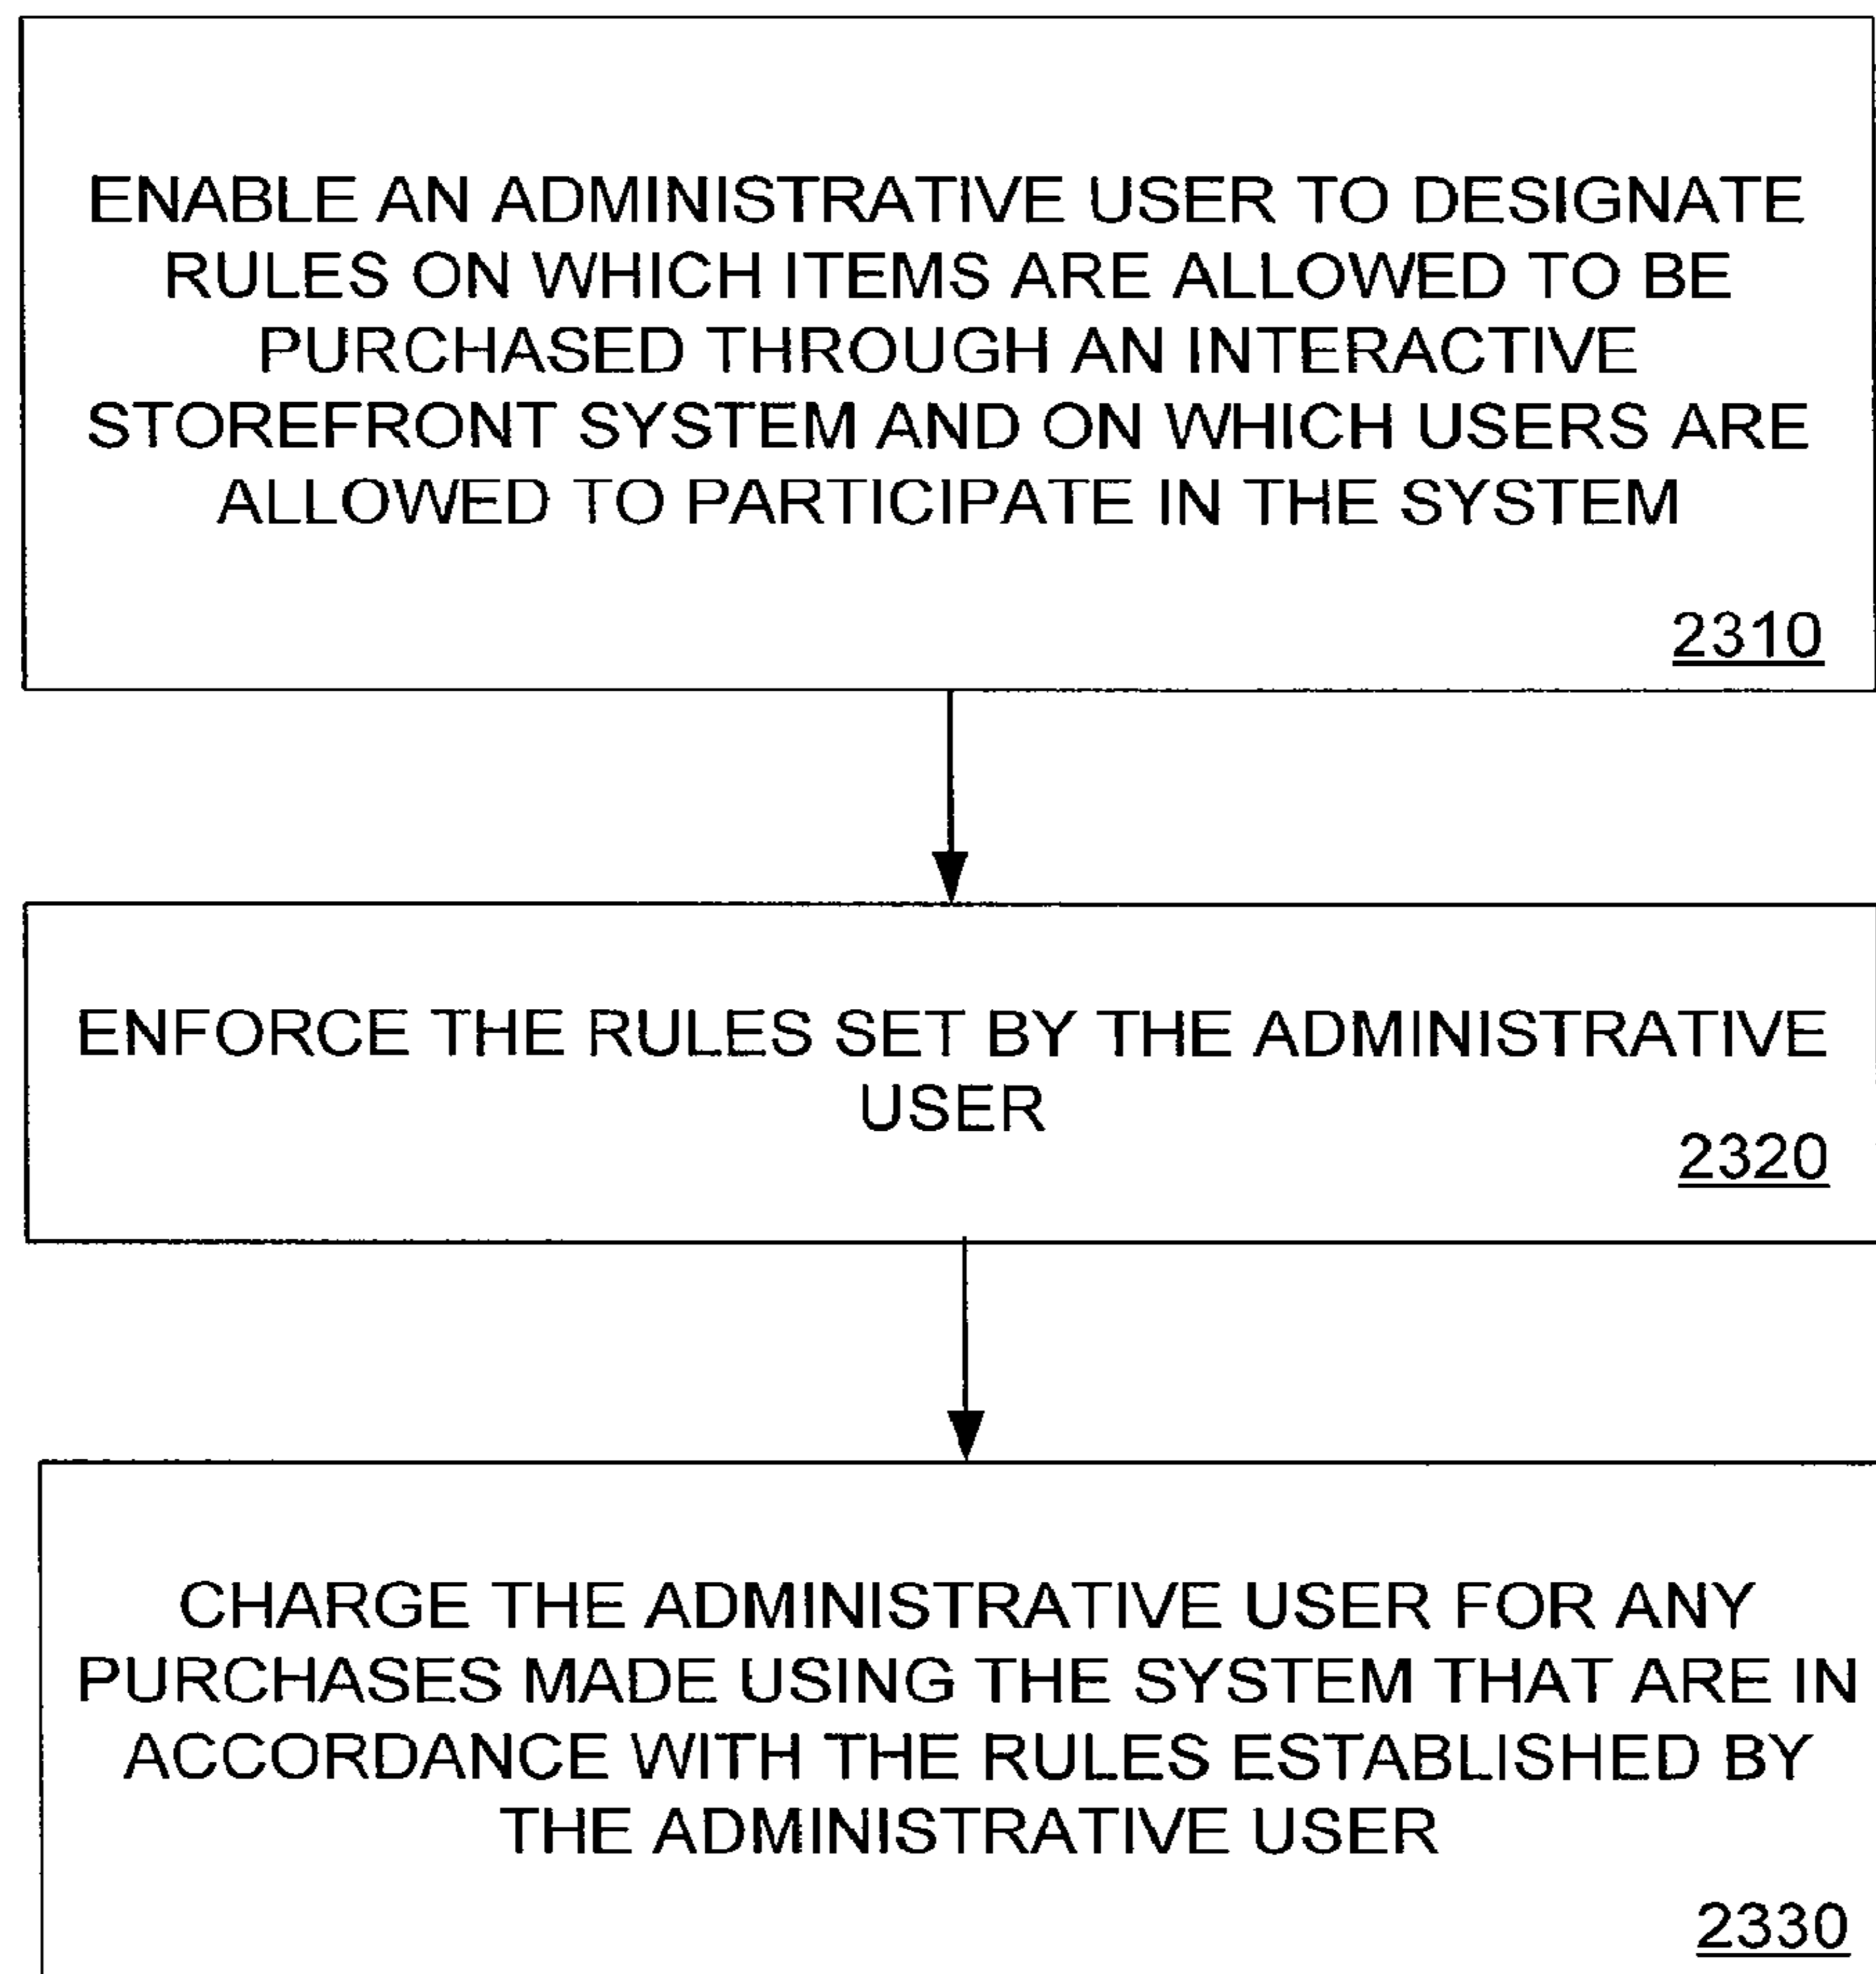 ENABLE AN ADMINISTRATIVE USER TO DESIGNATE
RULES ON WHICH ITEMS ARE ALLOWED TO BE
PURCHASED THROUGH AN INTERACTIVE
STOREFRONT SYSTEM AND ON WHICH USERS ARE
ALLOWED TO PARTICIPATE IN THE SYSTEM
2310
ENFORCE THE RULES SET BY THE ADMINISTRATIVE
USER
2320
CHARGE THE ADMINISTRATIVE USER FOR ANY
PURCHASES MADE USING THE SYSTEM THAT ARE IN
ACCORDANCE WITH THE RULES ESTABLISHED BY
THE ADMINISTRATIVE USER
2330